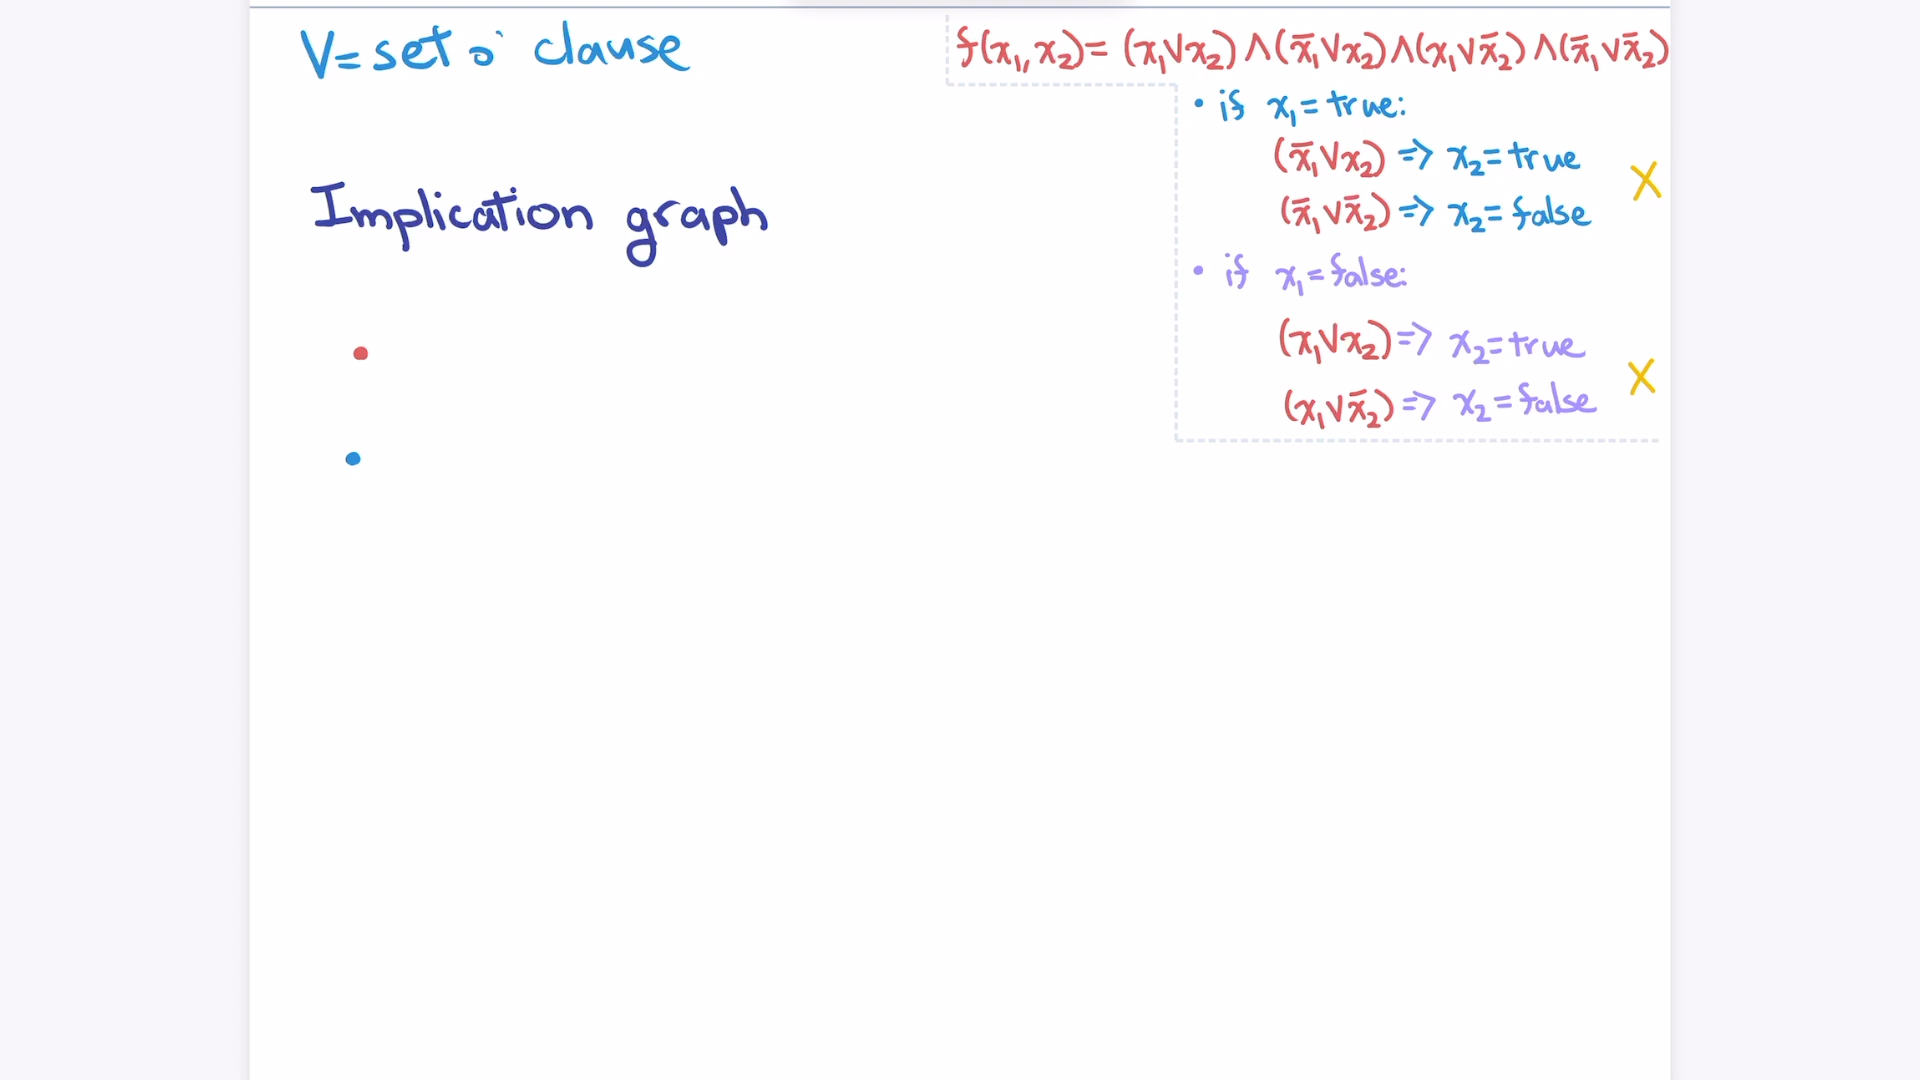 V = set o clause
f(x₁, x₂) = (x₁ ∨ x₂) ∧ (x̄₁ ∨ x₂) ∧ (x₁ ∨ x̄₂) ∧ (x̄₁ ∨ x̄₂)
• if x₁ = true:
(x̄₁ ∨ x₂) => x₂ = true
X
(x̄₁ ∨ x̄₂) => x₂ = false
Implication graph
• if x₁ = false:
(x₁ ∨ x₂) => x₂ = true
X
(x₁ ∨ x̄₂) => x₂ = false
•
•